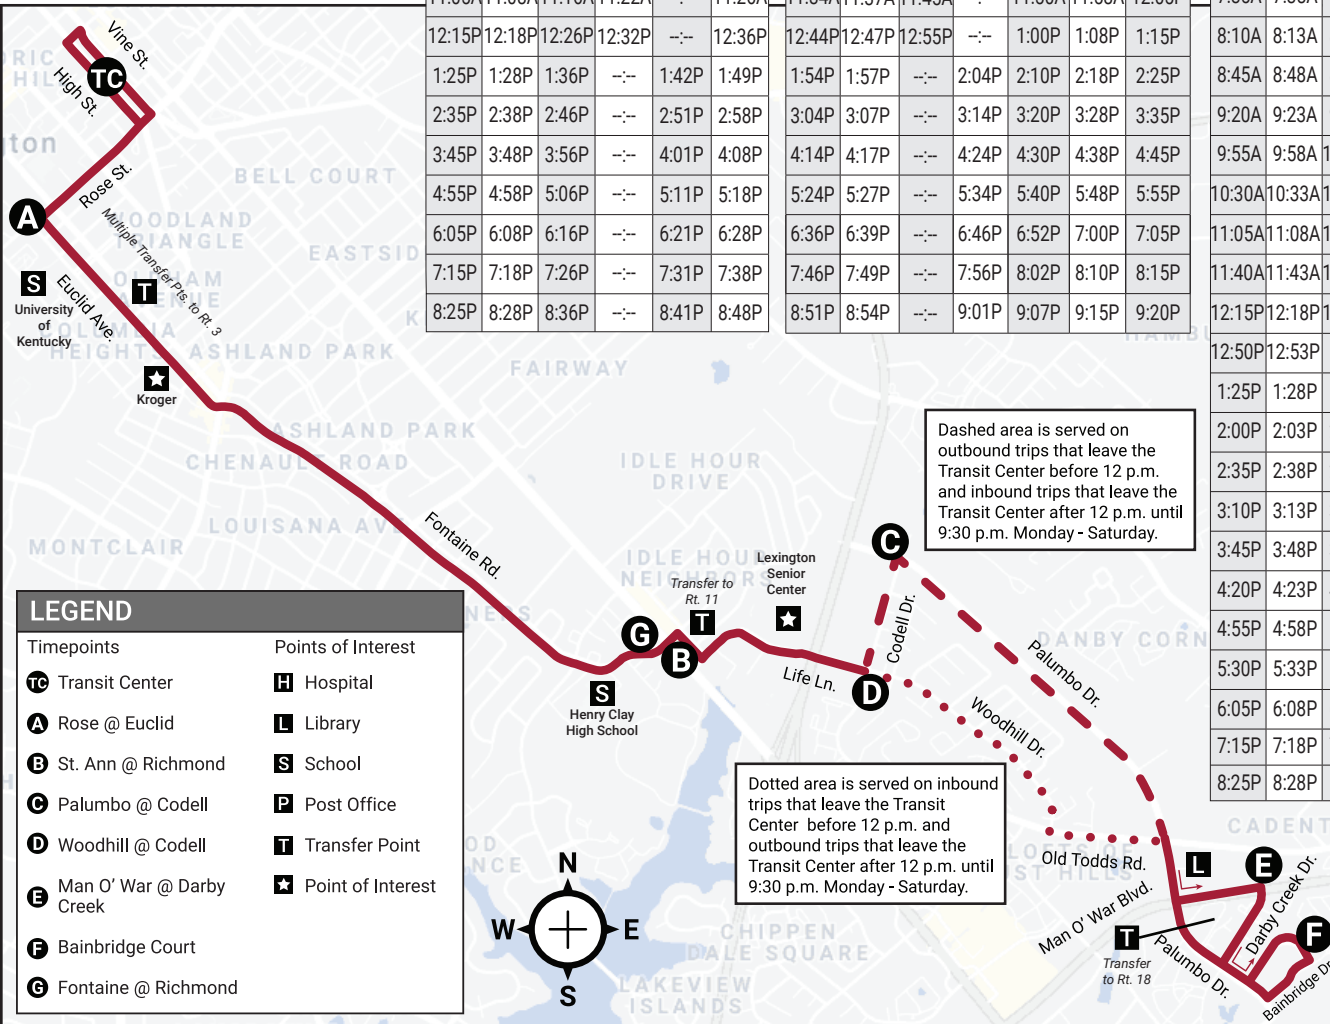 12:15P 12:18P 12:26P 12:32P --:-- 12:36P 12:44P 12:47P 12:55P --:-- 1:00P 1:08P 1:15P
1:25P 1:28P 1:36P --:-- 1:42P 1:49P 1:54P 1:57P --:-- 2:04P 2:10P 2:18P 2:25P
2:35P 2:38P 2:46P --:-- 2:51P 2:58P 3:04P 3:07P --:-- 3:14P 3:20P 3:28P 3:35P
3:45P 3:48P 3:56P --:-- 4:01P 4:08P 4:14P 4:17P --:-- 4:24P 4:30P 4:38P 4:45P
4:55P 4:58P 5:06P --:-- 5:11P 5:18P 5:24P 5:27P --:-- 5:34P 5:40P 5:48P 5:55P
6:05P 6:08P 6:16P --:-- 6:21P 6:28P 6:36P 6:39P --:-- 6:46P 6:52P 7:00P 7:05P
7:15P 7:18P 7:26P --:-- 7:31P 7:38P 7:46P 7:49P --:-- 7:56P 8:02P 8:10P 8:15P
8:25P 8:28P 8:36P --:-- 8:41P 8:48P 8:51P 8:54P --:-- 9:01P 9:07P 9:15P 9:20P
8:10A 8:13A
8:45A 8:48A
9:20A 9:23A
9:55A 9:58A
10:30A 10:33A
11:05A 11:08A
11:40A 11:43A
12:15P 12:18P
12:50P 12:53P
1:25P 1:28P
2:00P 2:03P
2:35P 2:38P
3:10P 3:13P
3:45P 3:48P
4:20P 4:23P
4:55P 4:58P
5:30P 5:33P
6:05P 6:08P
7:15P 7:18P
8:25P 8:28P
Vine St.
TC
High St.
Rose St.
BELL COURT
A
WOODLAND
TRIANGLE
Multiple Transfer Pts. to Rt. 3
EASTSID
S
University
of
Kentucky
T
Euclid Ave.
HEIGHTS
ASHLAND PARK
Kroger
FAIRWAY
ASHLAND PARK
CHENAULT ROAD
IDLE HOUR
DRIVE
LOUISANA AV
MONTCLAIR
Fontaine Rd.
IDLE HOUR
NEIGHBORS
Transfer to
Rt. 11
T
Lexington
Senior
Center
G
B
S
Henry Clay
High School
Life Ln.
D
C
Codell Dr.
Palumbo Dr.
DANBY CORN
Woodhill Dr.
Dashed area is served on
outbound trips that leave the
Transit Center before 12 p.m.
and inbound trips that leave the
Transit Center after 12 p.m. until
9:30 p.m. Monday - Saturday.
Dotted area is served on inbound
trips that leave the Transit
Center before 12 p.m. and
outbound trips that leave the
Transit Center after 12 p.m. until
9:30 p.m. Monday - Saturday.
CADENT
LOFTS OF
Old Todds Rd.
L
E
Man O' War Blvd.
Darby Creek Dr.
F
T
Transfer
to Rt. 18
Palumbo Dr.
Bainbridge Dr
CHIPPEN
DALE SQUARE
LAKEVIEW
ISLANDS
N
W E
S
LEGEND
Timepoints
TC Transit Center
A Rose @ Euclid
B St. Ann @ Richmond
C Palumbo @ Codell
D Woodhill @ Codell
E Man O' War @ Darby
Creek
F Bainbridge Court
G Fontaine @ Richmond
Points of Interest
H Hospital
L Library
S School
P Post Office
T Transfer Point
Point of Interest